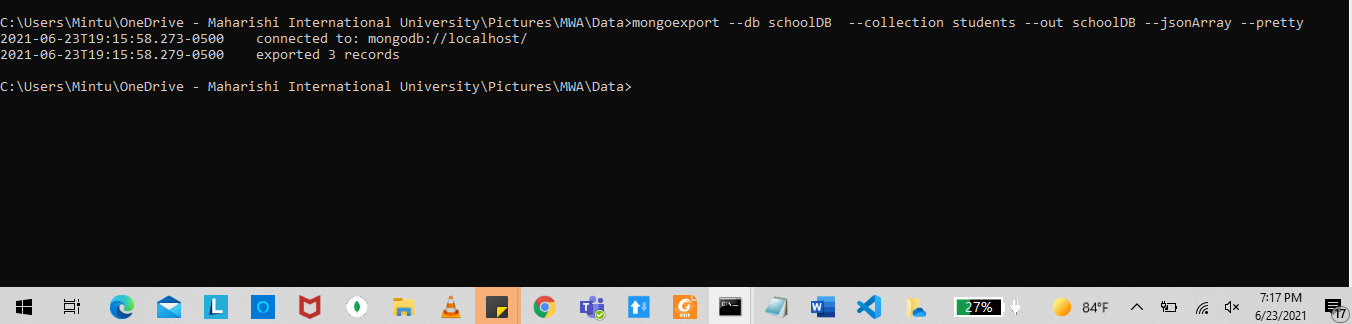 C:\Users\Mintu\OneDrive - Maharishi International University\Pictures\MWA\Data>mongoexport --db schoolDB  --collection students --out schoolDB --jsonArray --pretty
2021-06-23T19:15:58.273-0500    connected to: mongodb://localhost/
2021-06-23T19:15:58.279-0500    exported 3 records
C:\Users\Mintu\OneDrive - Maharishi International University\Pictures\MWA\Data>
27% 84°F 7:17 PM
6/23/2021 17